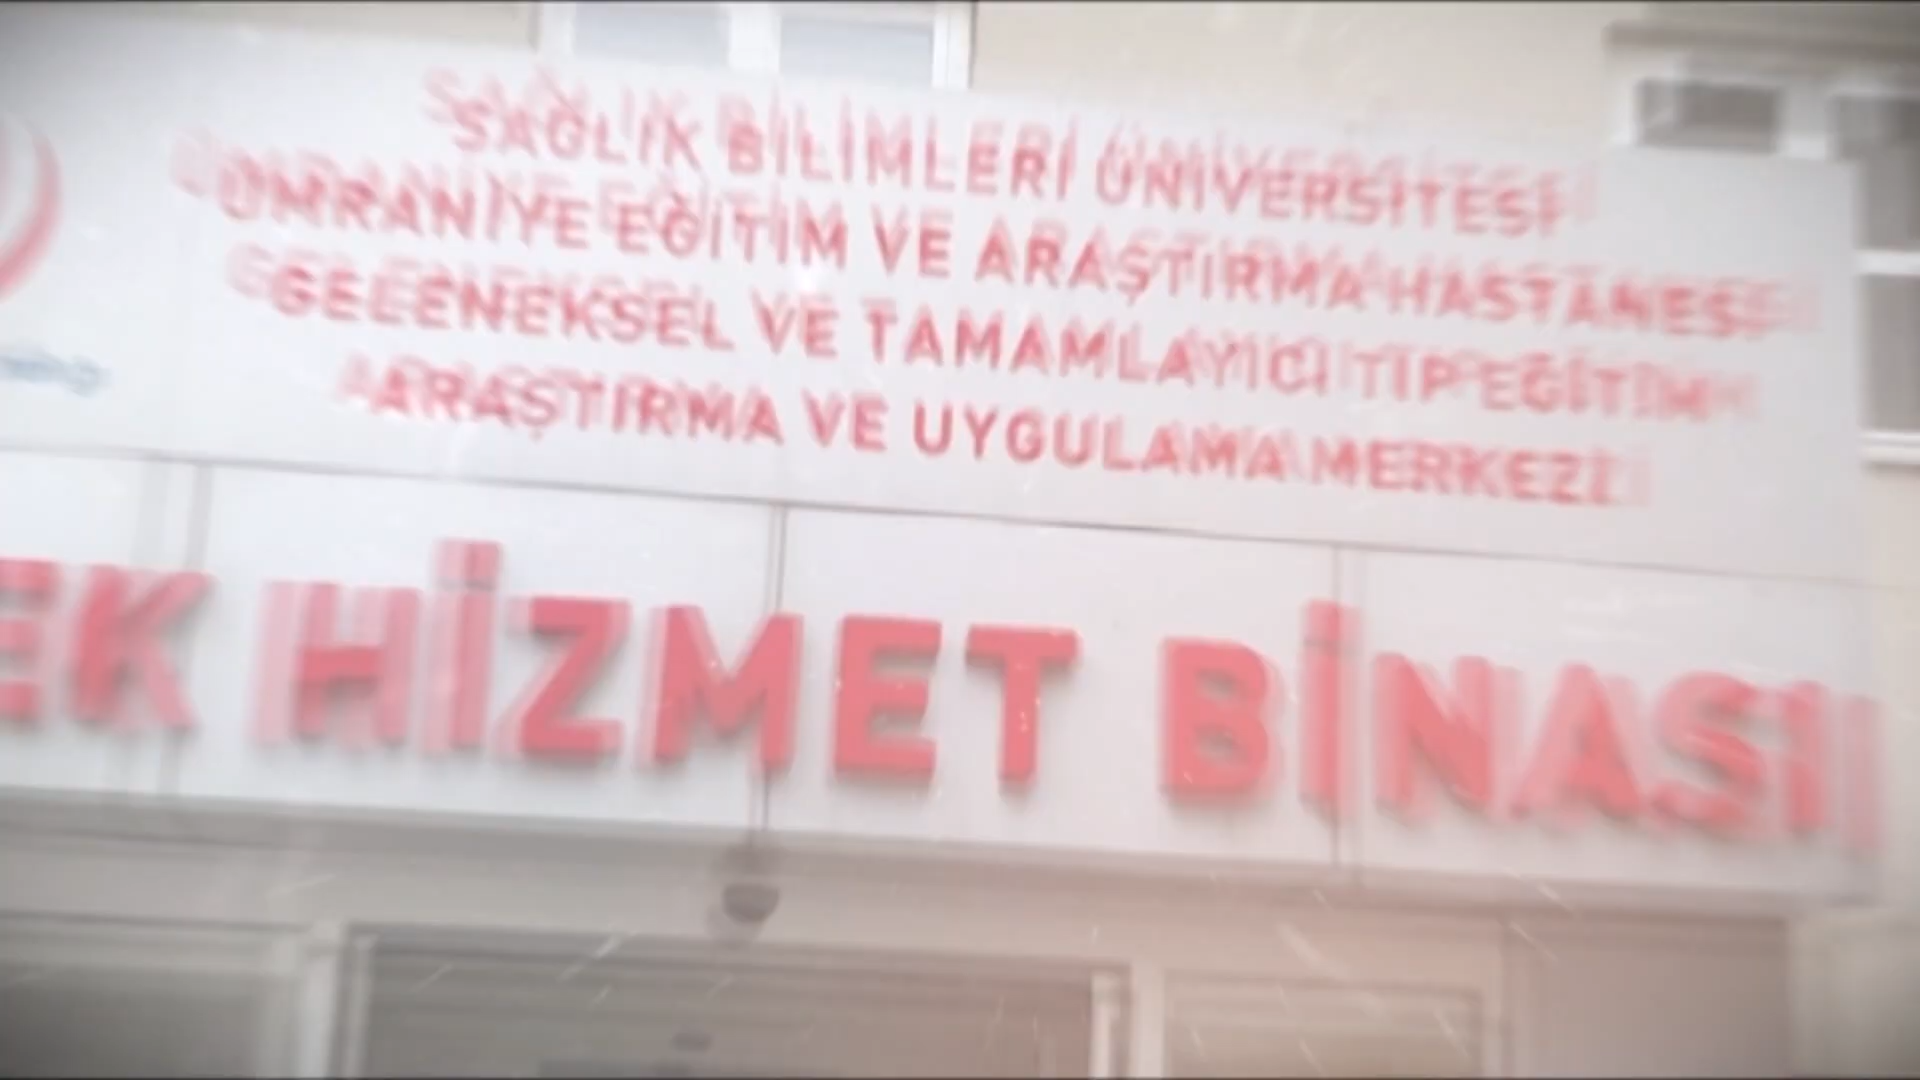 SAĞLIK BİLİMLERİ ÜNİVERSİTESİ
ÜMRANİYE EĞİTİM VE ARAŞTIRMA HASTANESİ
GELENEKSEL VE TAMAMLAYICI TIP EĞİTİM
ARAŞTIRMA VE UYGULAMA MERKEZİ
EK HİZMET BİNASI